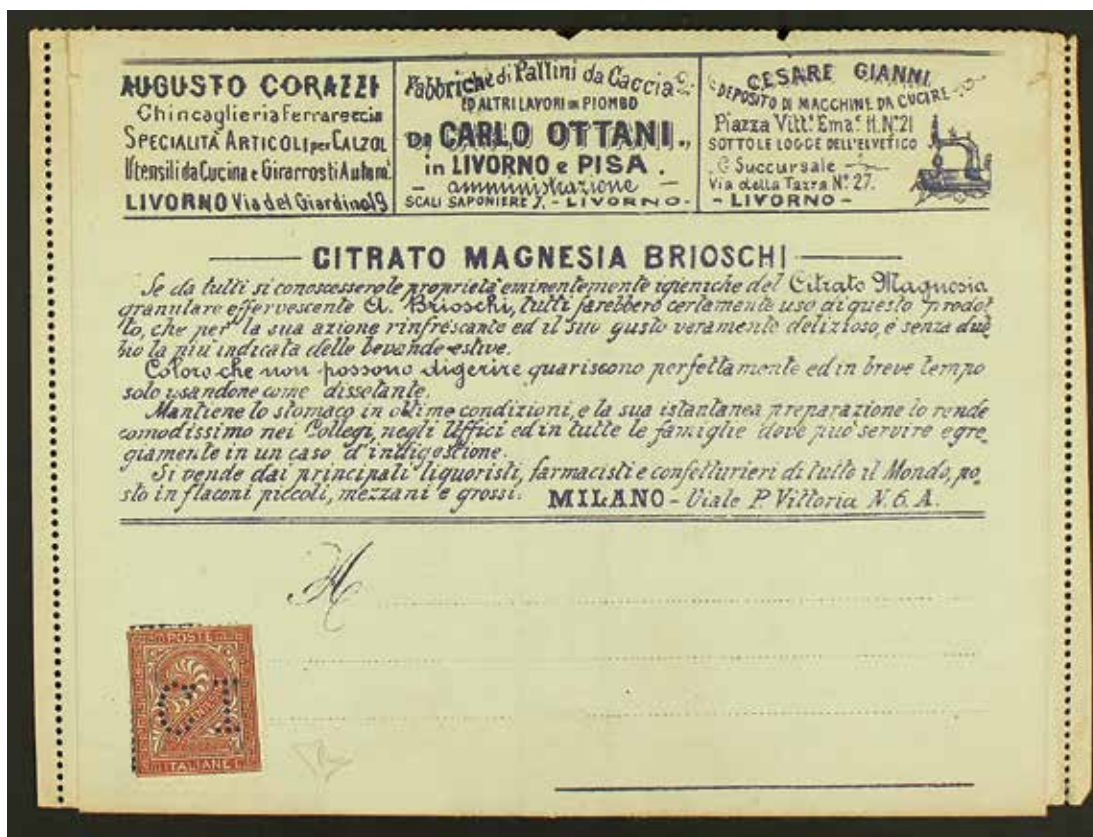 AUGUSTO CORAZZI
Chincaglieria Ferrareccia
SPECIALITÀ ARTICOLI per CALZOL
Utensili da Cucina e Girarrosti Autom!
LIVORNO Via del Giardino 19
Fabbriche di Pallini da Caccia
ED ALTRI LAVORI IN PIOMBO
DI CARLO OTTANI.,
in LIVORNO e PISA.
- amministrazione -
SCALI SAPONIERE 7. - LIVORNO -
CESARE GIANNI
DEPOSITO DI MACCHINE DA CUCIRE
Piazza Vitt. Ema. II. N° 21
SOTTO LE LOGGE DELL'ELVETICO
Succursale
Via della Tazza N° 27.
- LIVORNO -
CITRATO MAGNESIA BRIOSCHI
Se da tutti si conoscessero le proprietà eminentemente igieniche del Citrato Magnesia
granulare effervescente A. Brioschi, tutti farebbero certamente uso di questo prodot
to, che per la sua azione rinfrescante ed il suo gusto veramente delizioso, è senza dub
bio la più indicata delle bevande estive.
Coloro che non possono digerire guariscono perfettamente ed in breve tempo
solo usandone come dissetante.
Mantiene lo stomaco in ottime condizioni, e la sua istantanea preparazione lo rende
comodissimo nei Collegi, negli Uffici ed in tutte le famiglie dove può servire egre_
giamente in un caso d'indigestione.
Si vende dai principali liquoristi, farmacisti e confetturieri di tutto il Mondo, po_
sto in flaconi piccoli, mezzani e grossi. MILANO - Viale P. Vittoria N. 6. A.
A
POSTE
2
ITALIANE